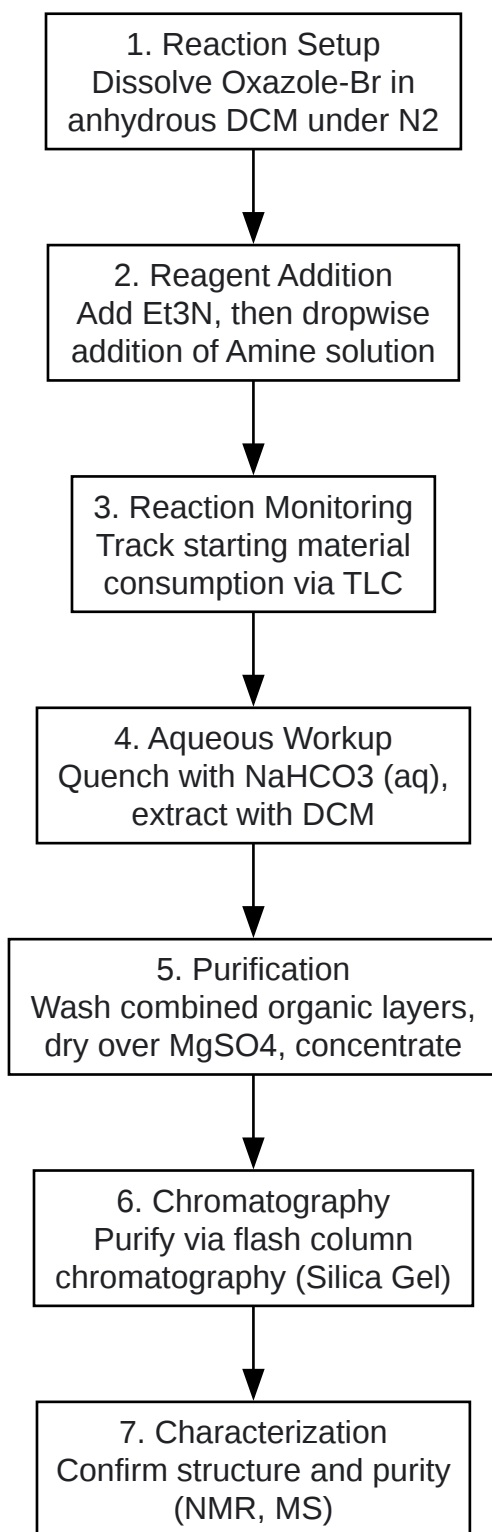 1. Reaction Setup
Dissolve Oxazole-Br in
anhydrous DCM under N2
2. Reagent Addition
Add Et3N, then dropwise
addition of Amine solution
3. Reaction Monitoring
Track starting material
consumption via TLC
4. Aqueous Workup
Quench with NaHCO3 (aq),
extract with DCM
5. Purification
Wash combined organic layers,
dry over MgSO4, concentrate
6. Chromatography
Purify via flash column
chromatography (Silica Gel)
7. Characterization
Confirm structure and purity
(NMR, MS)